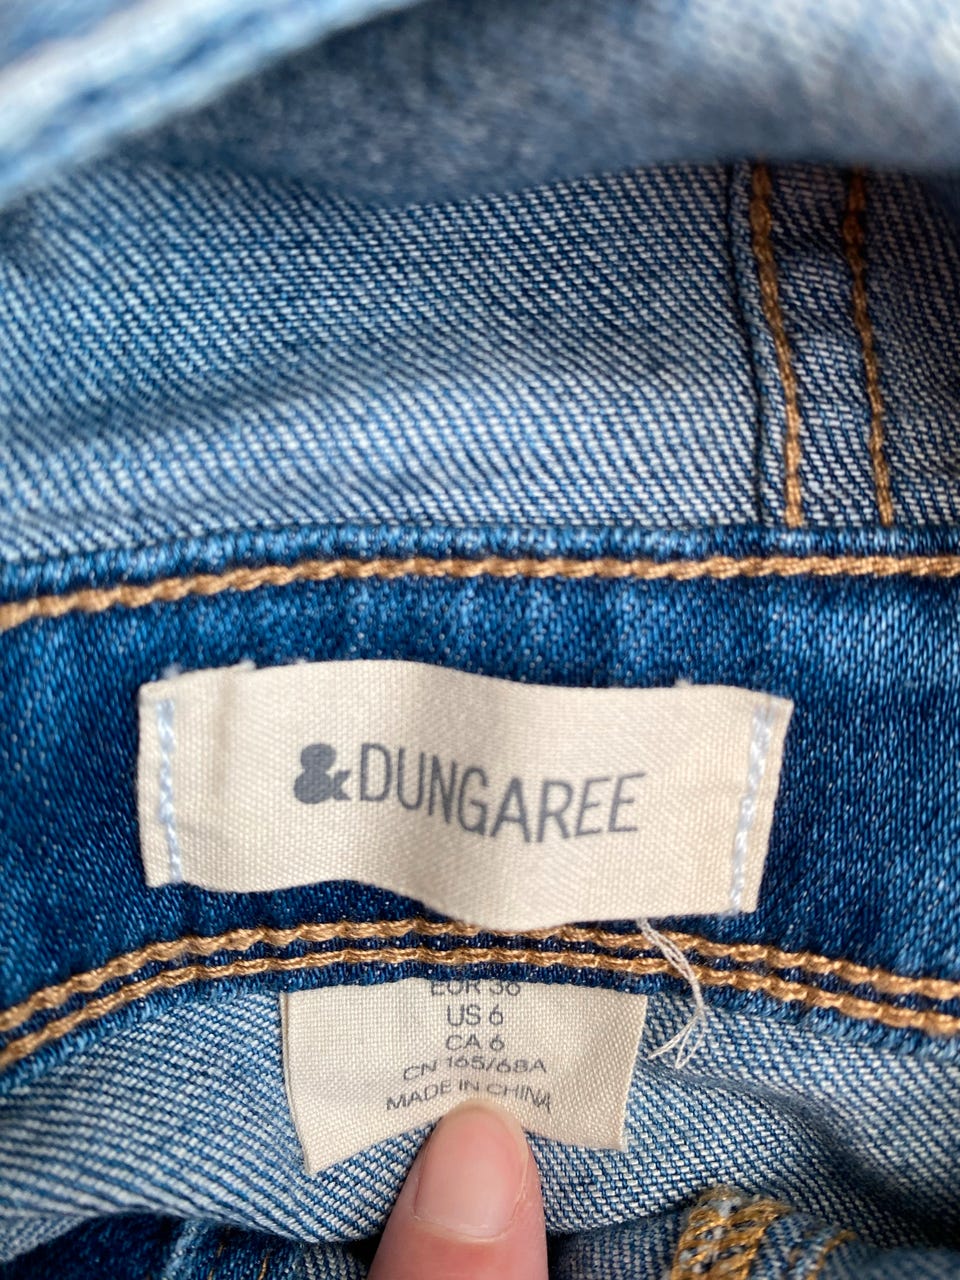 &DUNGAREE
EUR 36
US 6
CA 6
CN 165/68A
MADE IN CHINA